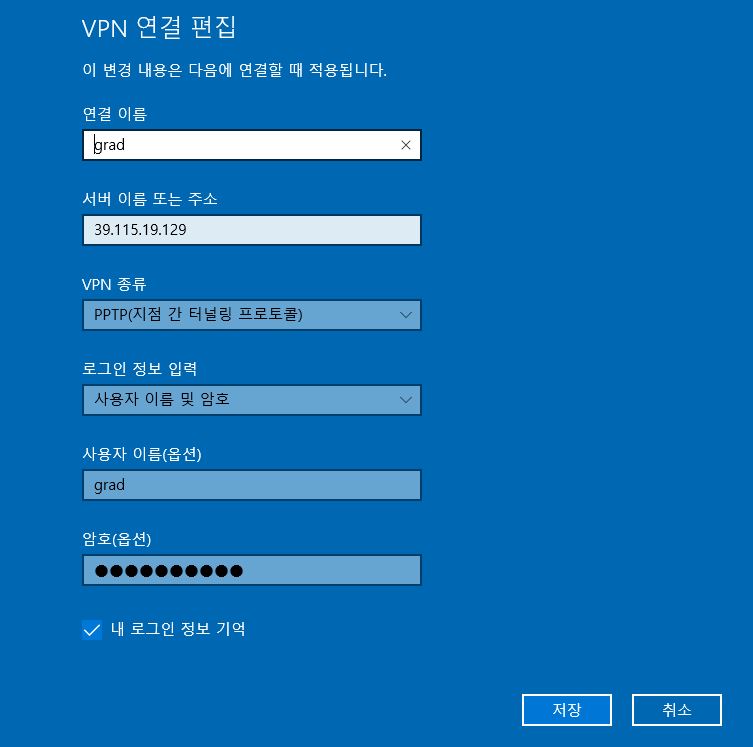 VPN 연결 편집
이 변경 내용은 다음에 연결할 때 적용됩니다.
연결 이름
grad
서버 이름 또는 주소
39.115.19.129
VPN 종류
PPTP(지점 간 터널링 프로토콜)
로그인 정보 입력
사용자 이름 및 암호
사용자 이름(옵션)
grad
암호(옵션)
●●●●●●●●●●
내 로그인 정보 기억
저장 취소